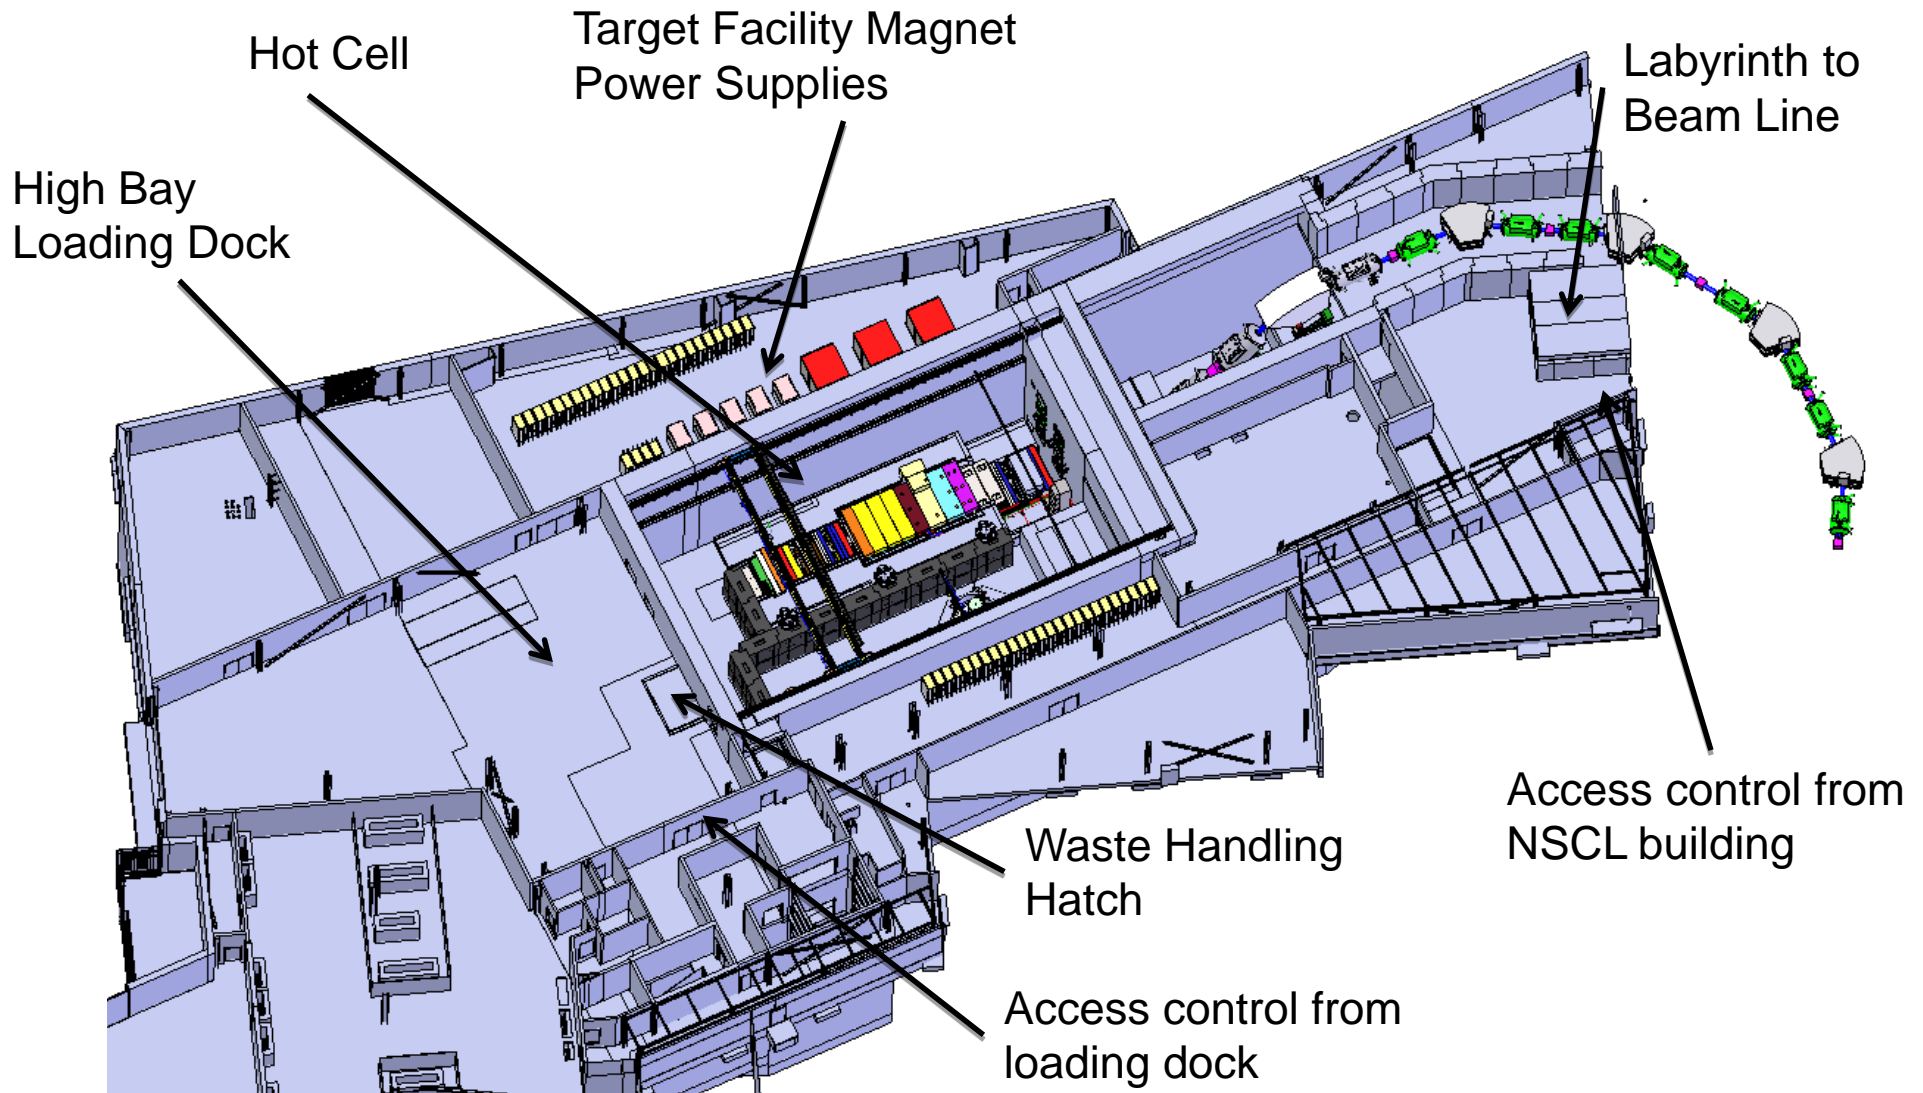 Hot Cell
Target Facility Magnet
Power Supplies
Labyrinth to
Beam Line
High Bay
Loading Dock
Access control from
NSCL building
Waste Handling
Hatch
Access control from
loading dock